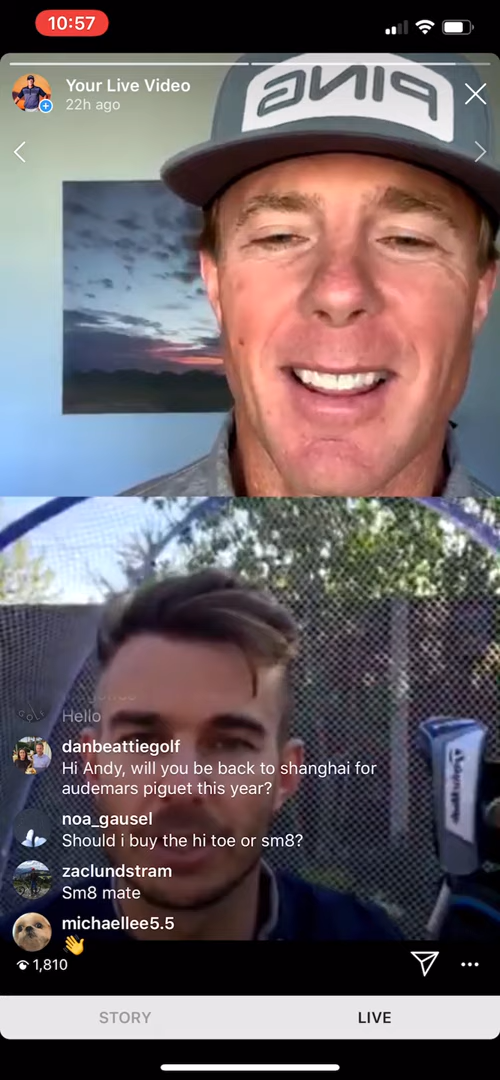 10:57
Your Live Video
22h ago
PING
Hello
danbeattiegolf
Hi Andy, will you be back to shanghai for
audemars piguet this year?
noa_gausel
Should i buy the hi toe or sm8?
zaclundstram
Sm8 mate
michaellee5.5
👋
1,810
STORY
LIVE